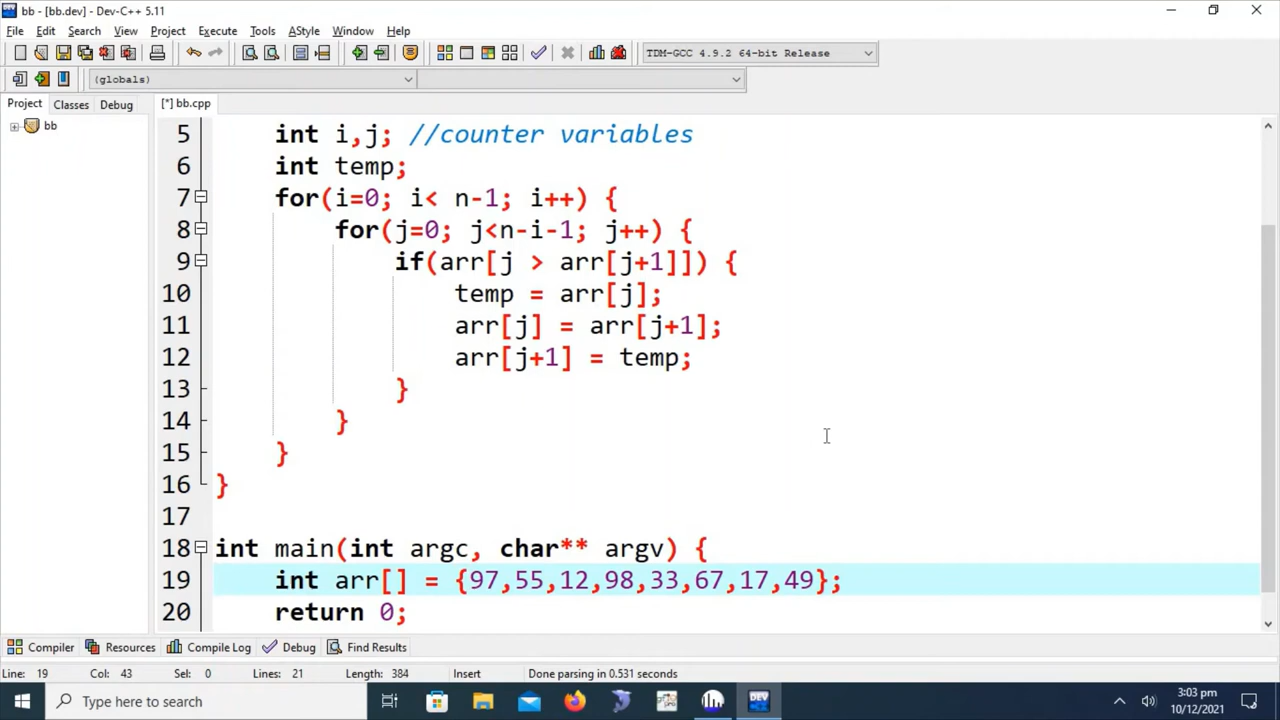 bb - [bb.dev] - Dev-C++ 5.11
File Edit Search View Project Execute Tools AStyle Window Help
TDM-GCC 4.9.2 64-bit Release
(globals)
Project Classes Debug
[*] bb.cpp
bb
5 int i,j; //counter variables
6 int temp;
7 for(i=0; i< n-1; i++) {
8 for(j=0; j<n-i-1; j++) {
9 if(arr[j > arr[j+1]]) {
10 temp = arr[j];
11 arr[j] = arr[j+1];
12 arr[j+1] = temp;
13 }
14 }
15 }
16 }
17
18 int main(int argc, char** argv) {
19 int arr[] = {97,55,12,98,33,67,17,49};
20 return 0;
Compiler Resources Compile Log Debug Find Results
Line: 19 Col: 43 Sel: 0 Lines: 21 Length: 384 Insert Done parsing in 0.531 seconds
Type here to search
DEV
3:03 pm
10/12/2021